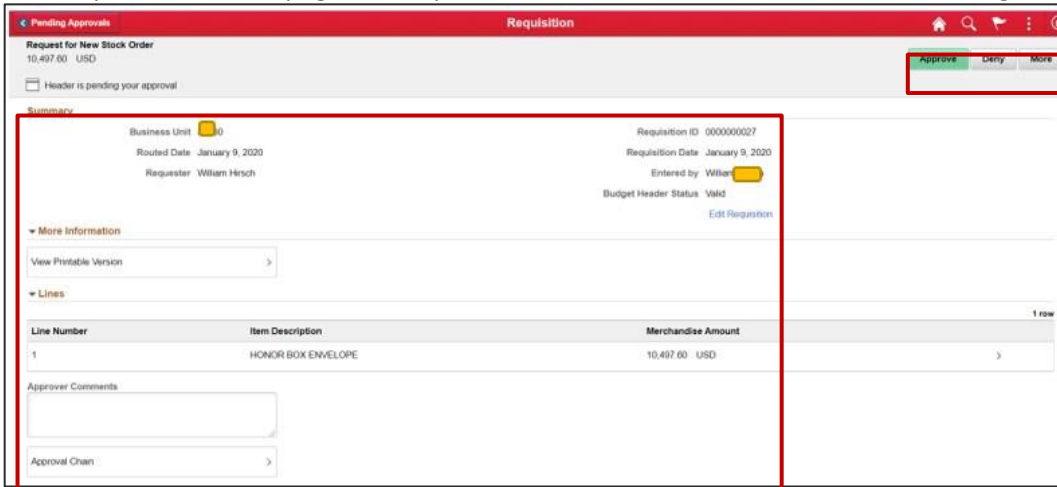 Pending Approvals
Requisition
Request for New Stock Order
10,497.60 USD
Approve Deny More
Header is pending your approval
Summary
Business Unit
Requisition ID 0000000027
Routed Date January 9, 2020
Requisition Date January 9, 2020
Requester William Hirsch
Entered by
Budget Header Status Valid
Edit Requisition
More Information
View Printable Version
Lines
1 row
Line Number Item Description Merchandise Amount
1 HONOR BOX ENVELOPE 10,497.60 USD
Approver Comments
Approval Chain